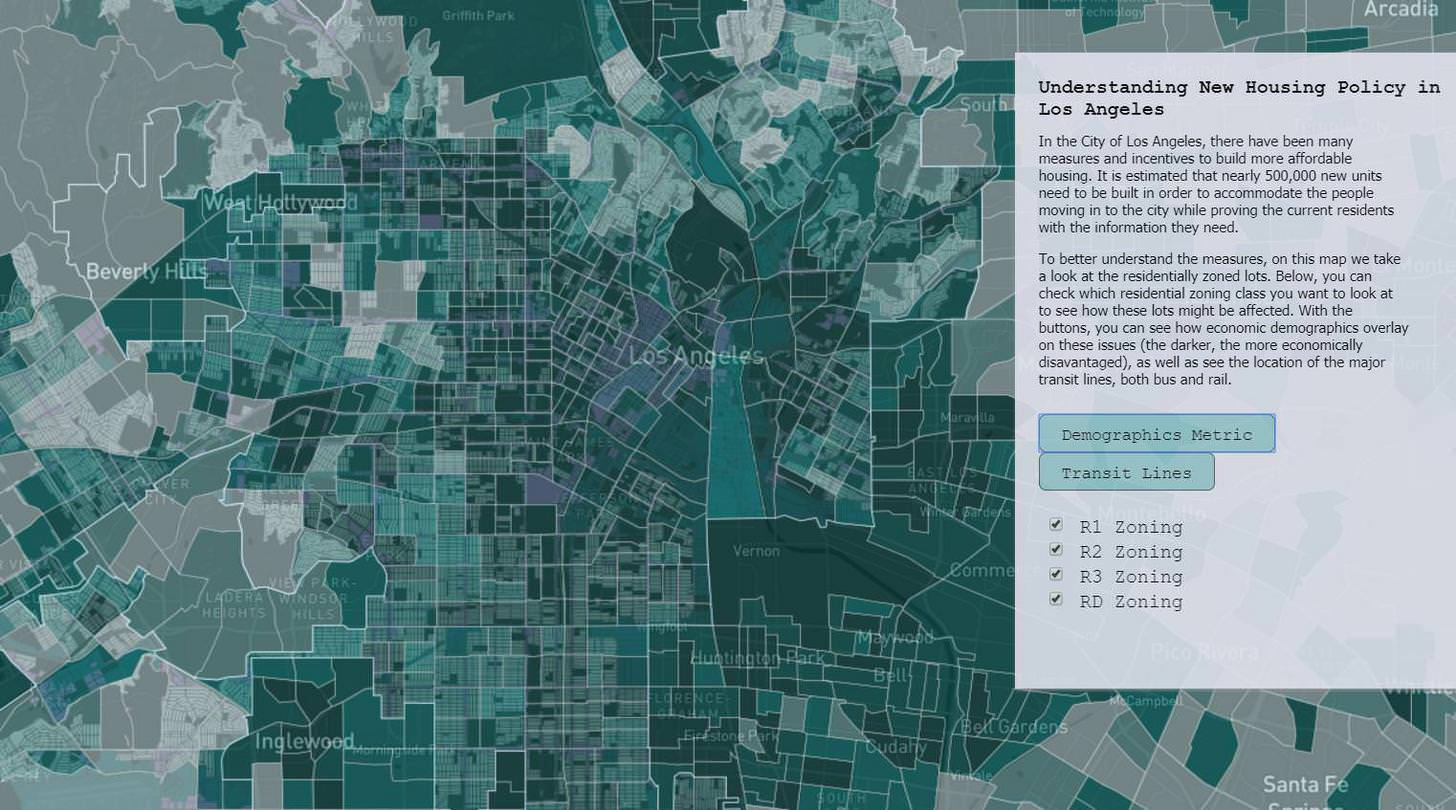 HOLLYWOOD
HILLS
Griffith Park
of Technology
Arcadia
South
West Hollywood
Beverly Hills
Los Angeles
Maravilla
EAST LOS
ANGELES
Winter Gardens
Vernon
VIEW PARK-
WINDSOR
HILLS
LADERA
HEIGHTS
Maywood
Huntington Park
Bell
FLORENCE-
GRAHAM
Firestone Park
Bell Gardens
Cudahy
Inglewood
Morningside Park
SOUTH
McCampbell
Santa Fe
Springs
Understanding New Housing Policy in
Los Angeles
In the City of Los Angeles, there have been many
measures and incentives to build more affordable
housing. It is estimated that nearly 500,000 new units
need to be built in order to accommodate the people
moving in to the city while proving the current residents
with the information they need.
To better understand the measures, on this map we take
a look at the residentially zoned lots. Below, you can
check which residential zoning class you want to look at
to see how these lots might be affected. With the
buttons, you can see how economic demographics overlay
on these issues (the darker, the more economically
disavantaged), as well as see the location of the major
transit lines, both bus and rail.
Demographics Metric
Transit Lines
R1 Zoning
R2 Zoning
R3 Zoning
RD Zoning
Montebello
Pico Rivera